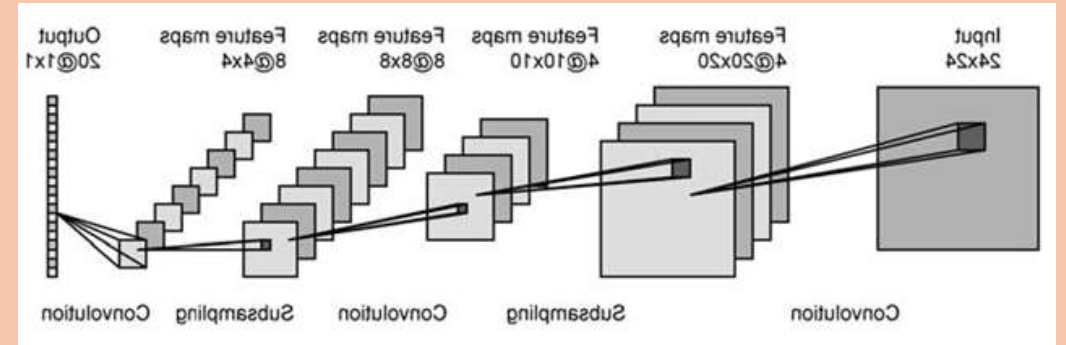 Input
24x24
Feature maps
4@20x20
Feature maps
4@10x10
Feature maps
8@8x8
Feature maps
8@4x4
Output
20@1x1
Convolution
Subsampling
Convolution
Subsampling
Convolution